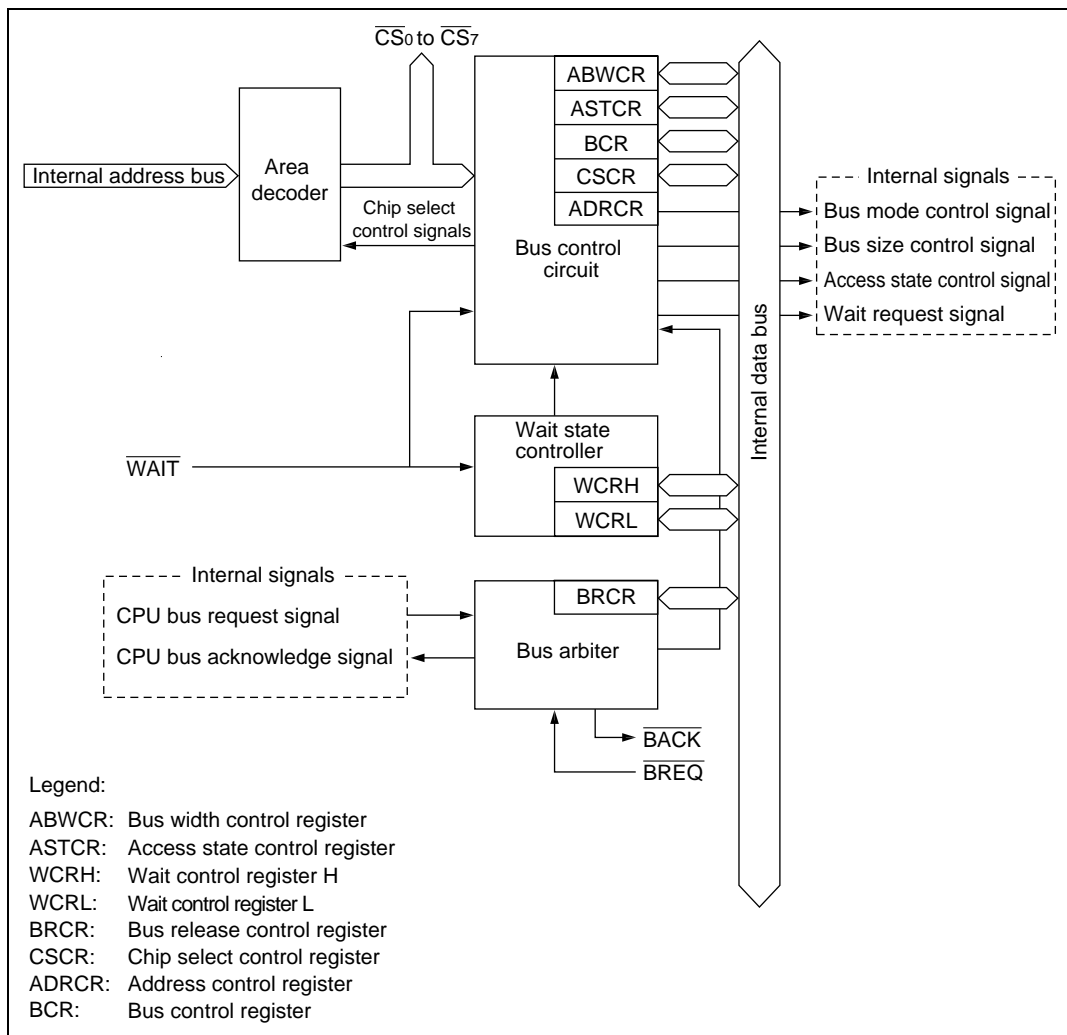 CS0 to CS7
ABWCR
ASTCR
BCR
CSCR
ADRCR
Bus control
circuit
Internal address bus
Area
decoder
Chip select
control signals
Internal signals
Bus mode control signal
Bus size control signal
Access state control signal
Wait request signal
Internal data bus
WAIT
Wait state
controller
WCRH
WCRL
Internal signals
CPU bus request signal
CPU bus acknowledge signal
BRCR
Bus arbiter
BACK
BREQ
Legend:
ABWCR: Bus width control register
ASTCR: Access state control register
WCRH: Wait control register H
WCRL: Wait control register L
BRCR: Bus release control register
CSCR: Chip select control register
ADRCR: Address control register
BCR: Bus control register